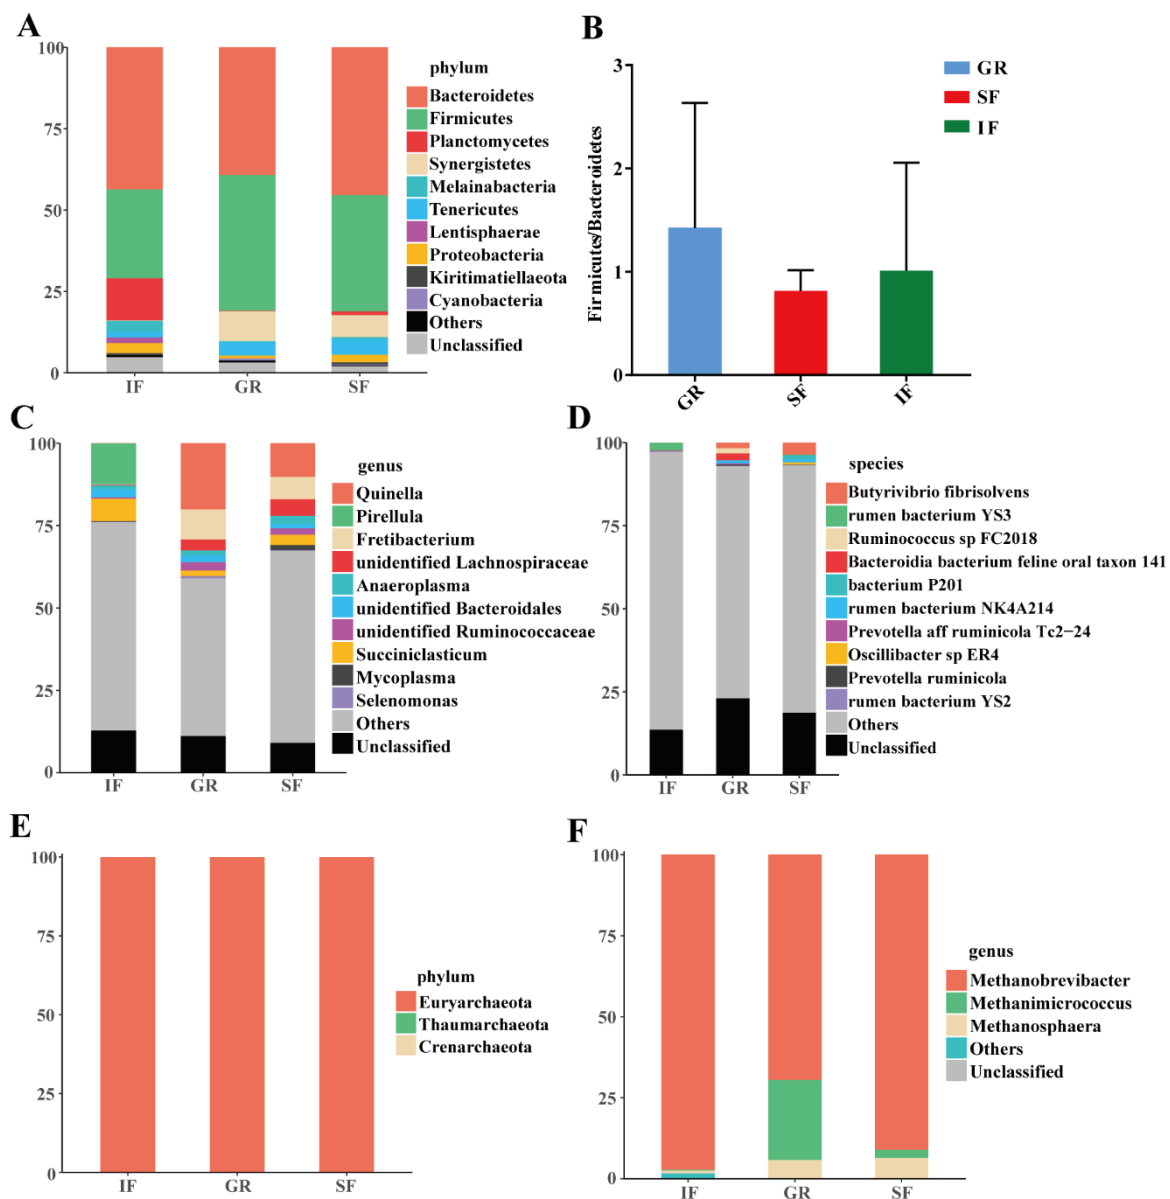 A
100
75
50
25
0
IF
GR
SF
phylum
Bacteroidetes
Firmicutes
Planctomycetes
Synergistetes
Melainabacteria
Tenericutes
Lentisphaerae
Proteobacteria
Kiritimatiellaeota
Cyanobacteria
Others
Unclassified
B
Firmicutes/Bacteroidetes
3
2
1
0
GR
SF
IF
GR
SF
IF
C
100
75
50
25
0
IF
GR
SF
genus
Quinella
Pirellula
Fretibacterium
unidentified Lachnospiraceae
Anaeroplasma
unidentified Bacteroidales
unidentified Ruminococcaceae
Succiniclasticum
Mycoplasma
Selenomonas
Others
Unclassified
D
100
75
50
25
0
IF
GR
SF
species
Butyrivibrio fibrisolvens
rumen bacterium YS3
Ruminococcus sp FC2018
Bacteroidia bacterium feline oral taxon 141
bacterium P201
rumen bacterium NK4A214
Prevotella aff ruminicola Tc2−24
Oscillibacter sp ER4
Prevotella ruminicola
rumen bacterium YS2
Others
Unclassified
E
100
75
50
25
0
IF
GR
SF
phylum
Euryarchaeota
Thaumarchaeota
Crenarchaeota
F
100
75
50
25
0
IF
GR
SF
genus
Methanobrevibacter
Methanimicrococcus
Methanosphaera
Others
Unclassified